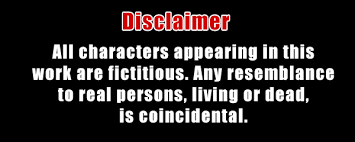 Disclaimer
All characters appearing in this
work are fictitious. Any resemblance
to real persons, living or dead,
is coincidental.